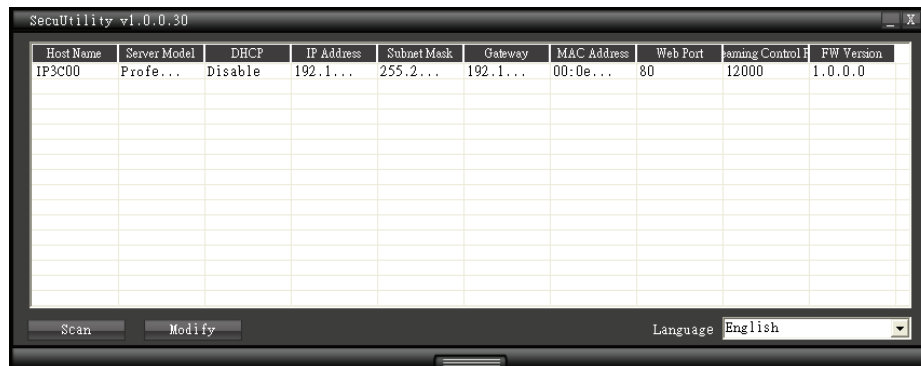 SecuUtility v1.0.0.30
Host Name Server Model DHCP IP Address Subnet Mask Gateway MAC Address Web Port eaming Control P FW Version
IP3C00 Profe... Disable 192.1... 255.2... 192.1... 00:0e... 80 12000 1.0.0.0
Scan Modify Language English